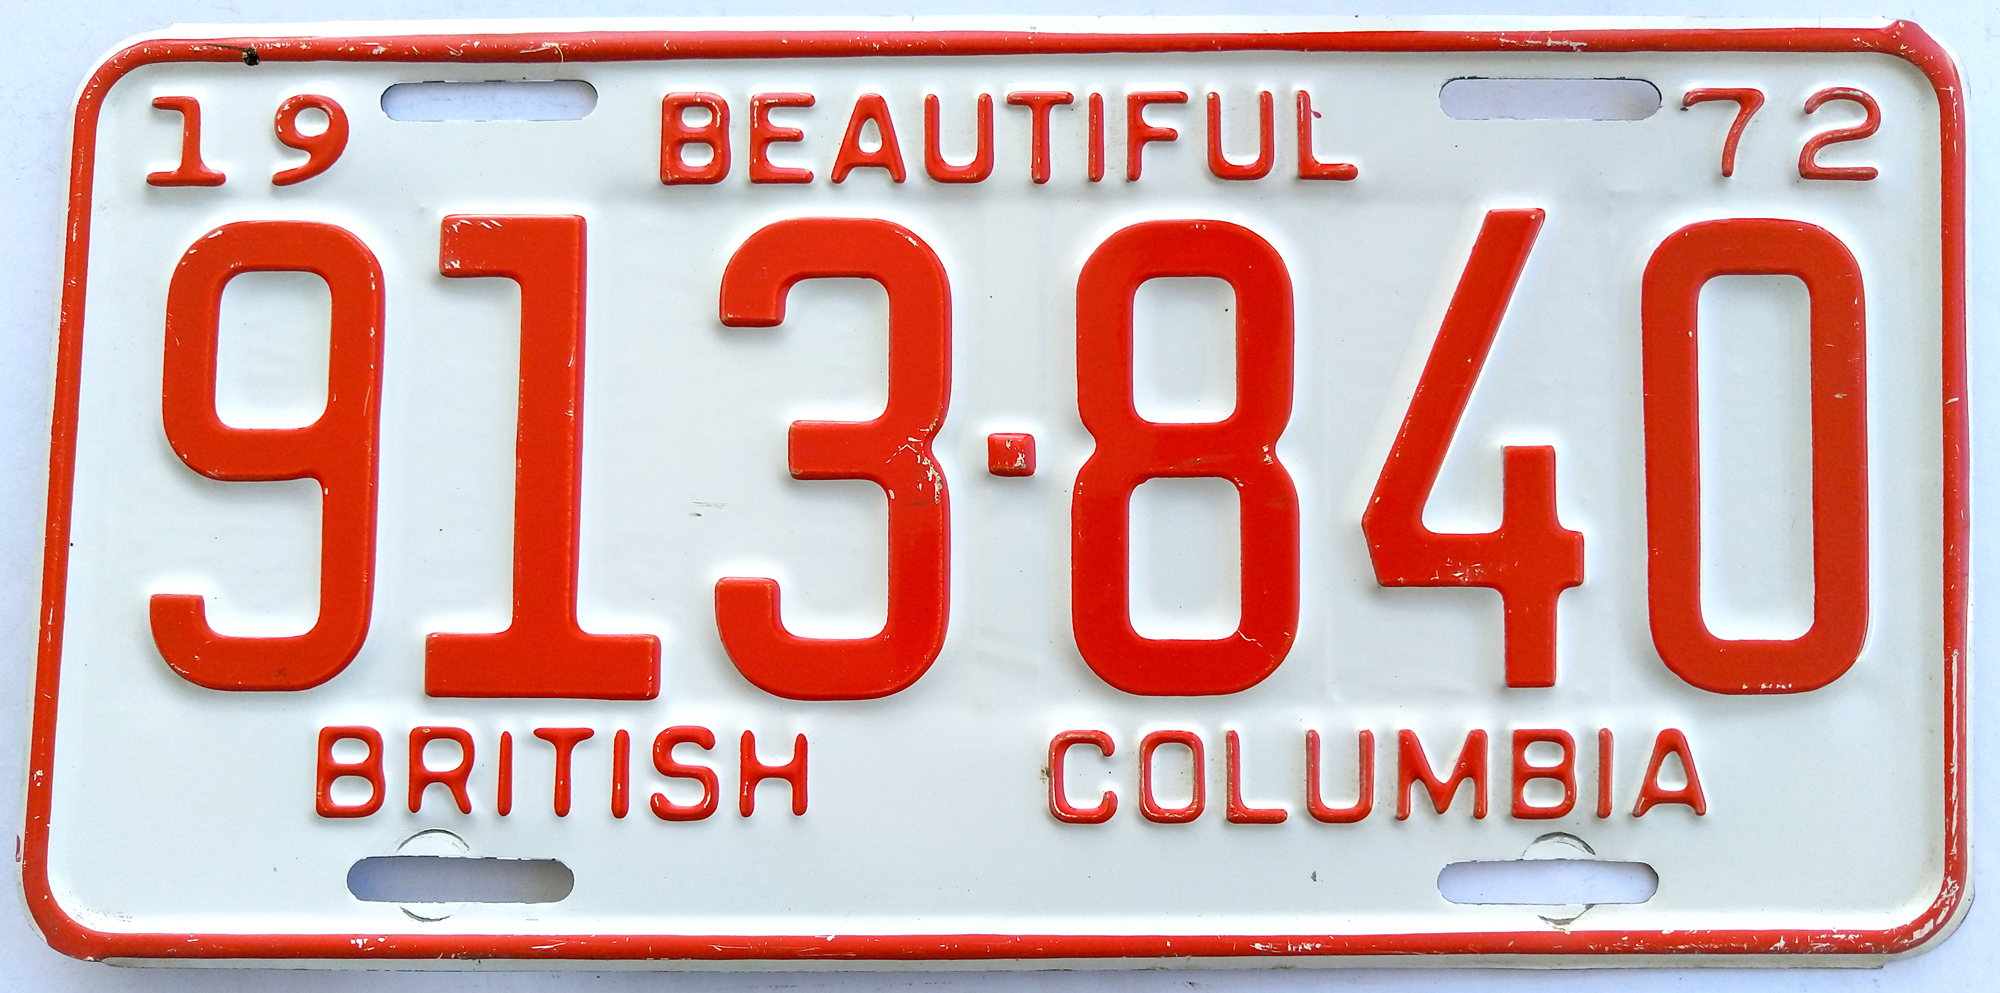 19 BEAUTIFUL 72
913-840
BRITISH COLUMBIA